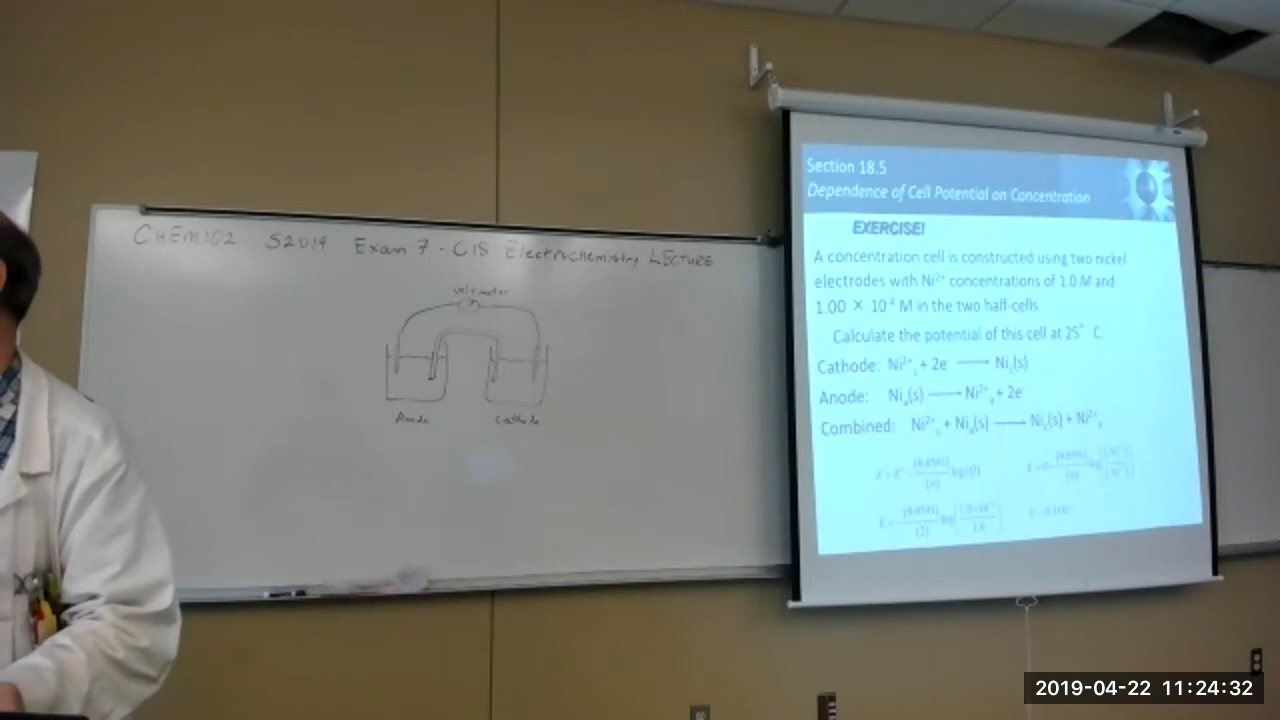 CHEM102 S2019 Exam 7 - C18 Electrochemistry LECTURE
voltmeter
Anode Cathode
Section 18.5
Dependence of Cell Potential on Concentration
EXERCISE!
A concentration cell is constructed using two nickel
electrodes with Ni²⁺ concentrations of 1.0 M and
1.00 × 10⁻⁴ M in the two half-cells.
Calculate the potential of this cell at 25° C.
Cathode: Ni²⁺c + 2e⁻ ⟶ Nic(s)
Anode: Nia(s) ⟶ Ni²⁺a + 2e⁻
Combined: Ni²⁺c + Nia(s) ⟶ Nic(s) + Ni²⁺a
2019-04-22 11:24:32